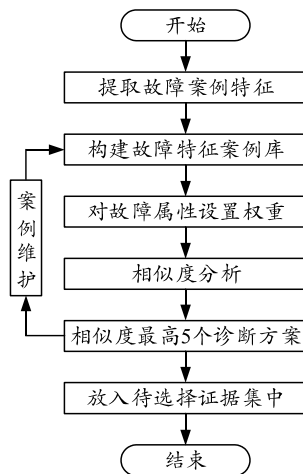 开始
提取故障案例特征
构建故障特征案例库
案例维护
对故障属性设置权重
相似度分析
相似度最高5个诊断方案
放入待选择证据集中
结束